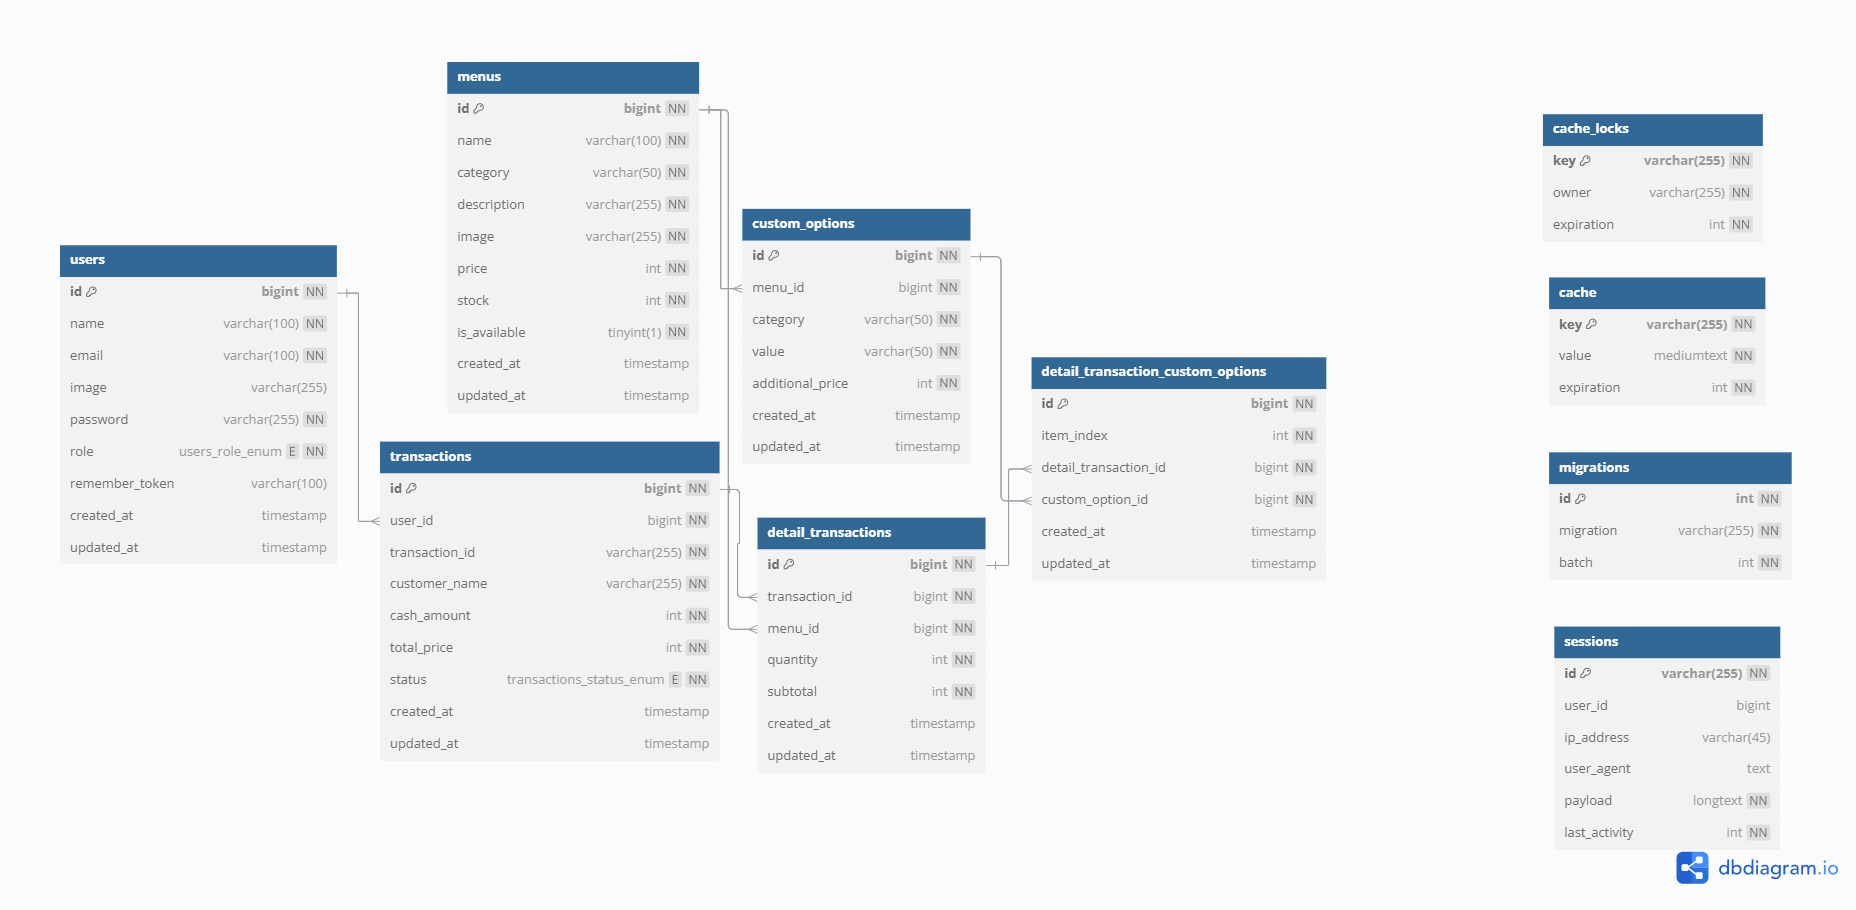 menus
id bigint NN
name varchar(100) NN
category varchar(50) NN
description varchar(255) NN
image varchar(255) NN
price int NN
stock int NN
is_available tinyint(1) NN
created_at timestamp
updated_at timestamp
users
id bigint NN
name varchar(100) NN
email varchar(100) NN
image varchar(255)
password varchar(255) NN
role users_role_enum E NN
remember_token varchar(100)
created_at timestamp
updated_at timestamp
transactions
id bigint NN
user_id bigint NN
transaction_id varchar(255) NN
customer_name varchar(255) NN
cash_amount int NN
total_price int NN
status transactions_status_enum E NN
created_at timestamp
updated_at timestamp
custom_options
id bigint NN
menu_id bigint NN
category varchar(50) NN
value varchar(50) NN
additional_price int NN
created_at timestamp
updated_at timestamp
detail_transactions
id bigint NN
transaction_id bigint NN
menu_id bigint NN
quantity int NN
subtotal int NN
created_at timestamp
updated_at timestamp
detail_transaction_custom_options
id bigint NN
item_index int NN
detail_transaction_id bigint NN
custom_option_id bigint NN
created_at timestamp
updated_at timestamp
cache_locks
key varchar(255) NN
owner varchar(255) NN
expiration int NN
cache
key varchar(255) NN
value mediumtext NN
expiration int NN
migrations
id int NN
migration varchar(255) NN
batch int NN
sessions
id varchar(255) NN
user_id bigint
ip_address varchar(45)
user_agent text
payload longtext NN
last_activity int NN
dbdiagram.io